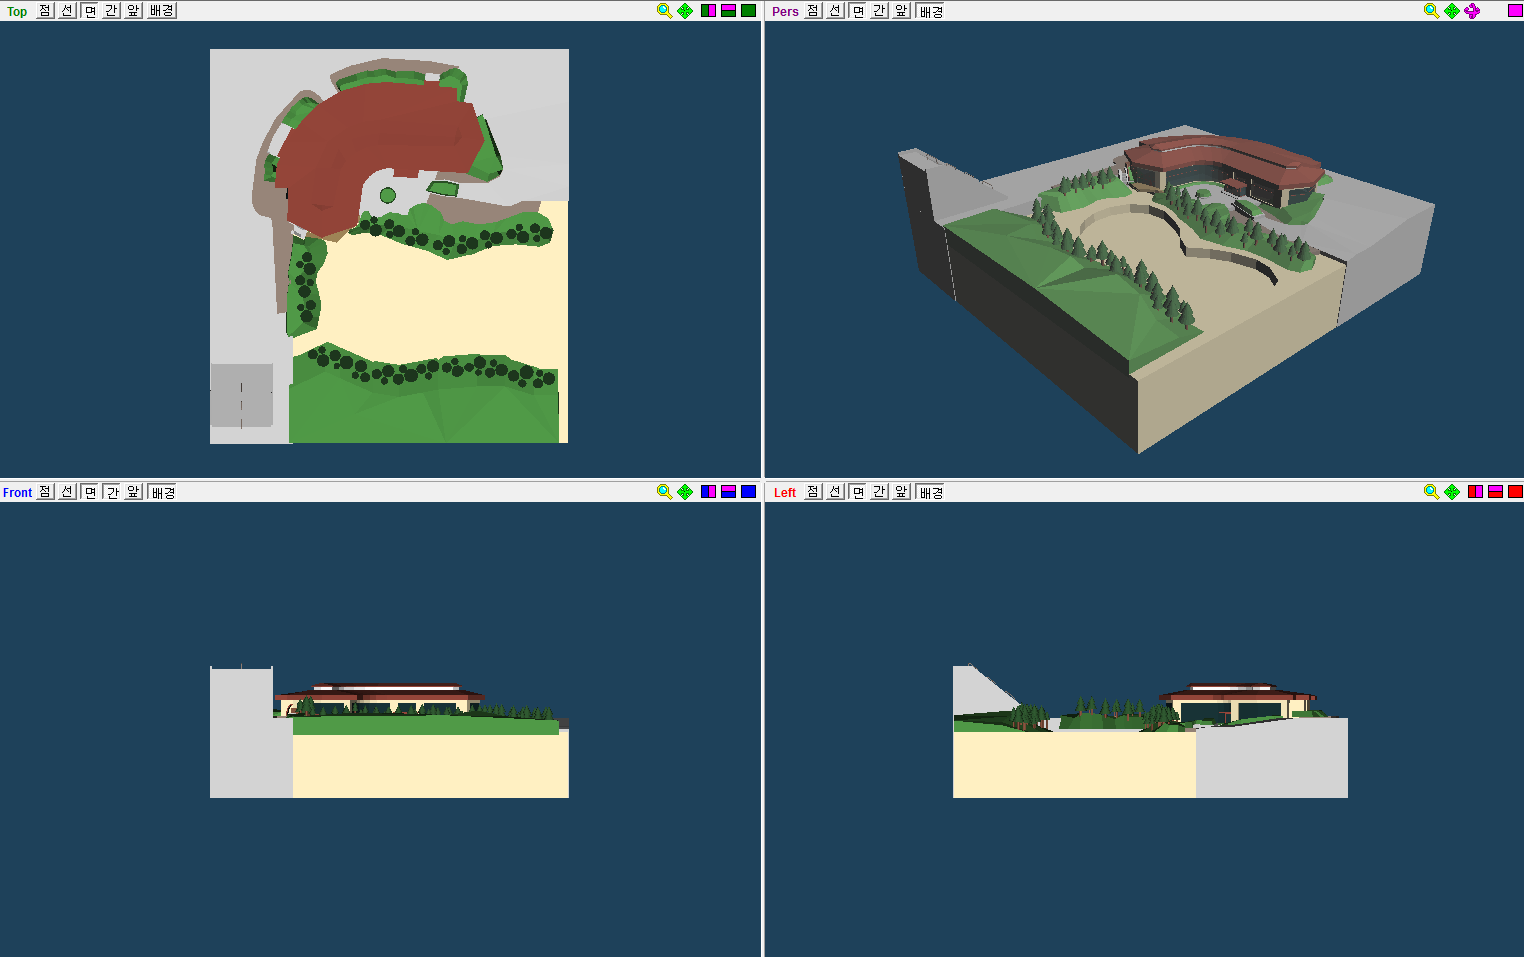 Top 점 선 면 간 앞 배경
Pers 점 선 면 간 앞 배경
Front 점 선 면 간 앞 배경
Left 점 선 면 간 앞 배경